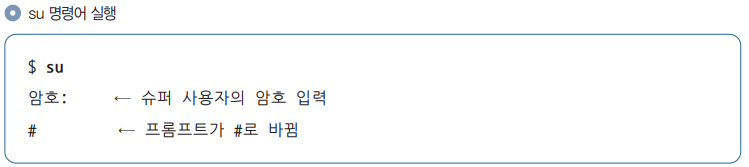 su 명령어 실행
$ su
암호: ← 슈퍼 사용자의 암호 입력
# ← 프롬프트가 #로 바뀜